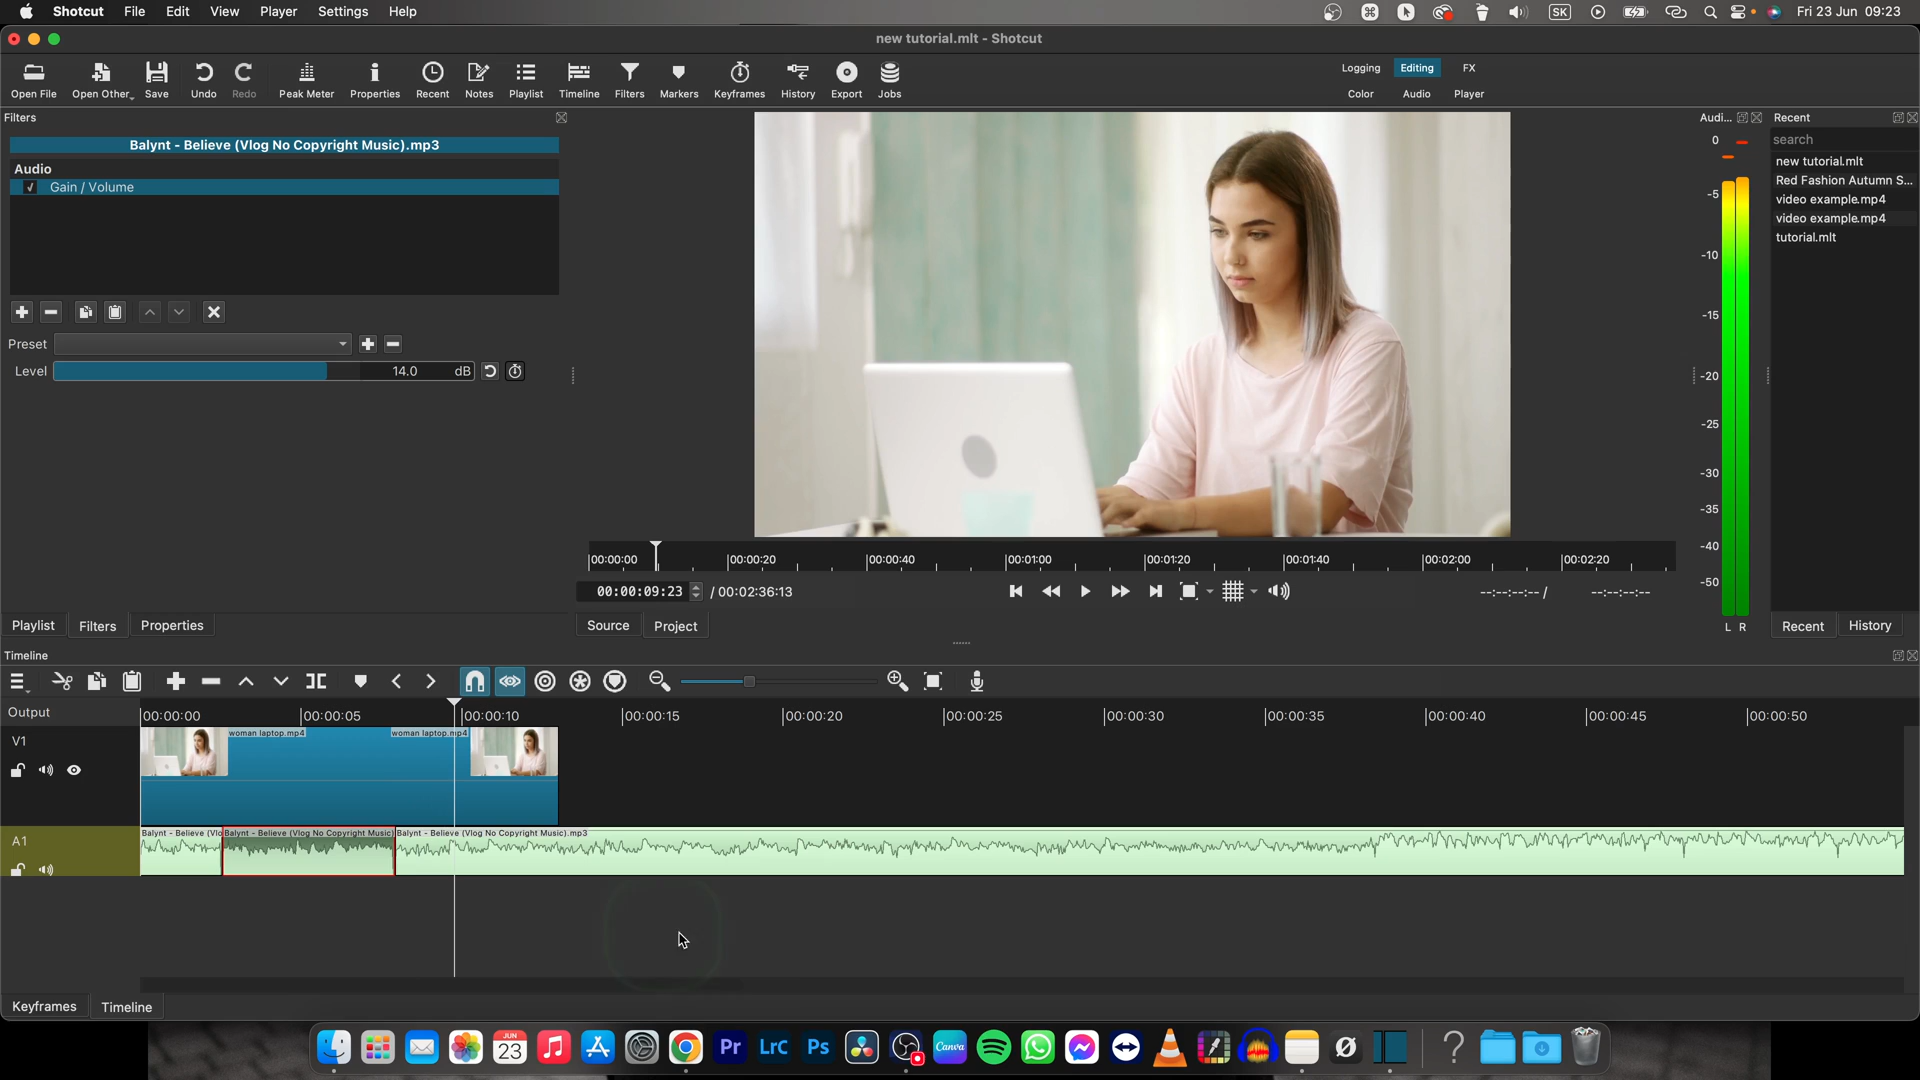 Shotcut File Edit View Player Settings Help
SK Fri 23 Jun 09:23
new tutorial.mlt - Shotcut
Open File Open Other.. Save Undo Redo Peak Meter Properties Recent Notes Playlist Timeline Filters Markers Keyframes History Export Jobs
Logging Editing FX
Color Audio Player
Filters
Balynt - Believe (Vlog No Copyright Music).mp3
Audio
Gain / Volume
Preset
Level 14.0 dB
Audi...
0
-5
-10
-15
-20
-25
-30
-35
-40
-50
L R
Recent
search
new tutorial.mlt
Red Fashion Autumn S...
video example.mp4
video example.mp4
tutorial.mlt
00:00:00 00:00:20 00:00:40 00:01:00 00:01:20 00:01:40 00:02:00 00:02:20
00:00:09:23 / 00:02:36:13
--:--:--:-- / --:--:--:--
Playlist Filters Properties
Source Project
Recent History
Timeline
Output
00:00:00 00:00:05 00:00:10 00:00:15 00:00:20 00:00:25 00:00:30 00:00:35 00:00:40 00:00:45 00:00:50
V1
woman laptop.mp4 woman laptop.mp4
A1
Balynt - Believe (Vlo Balynt - Believe (Vlog No Copyright Music) Balynt - Believe (Vlog No Copyright Music).mp3
Keyframes Timeline
JUN
23
Pr LrC Ps Canva